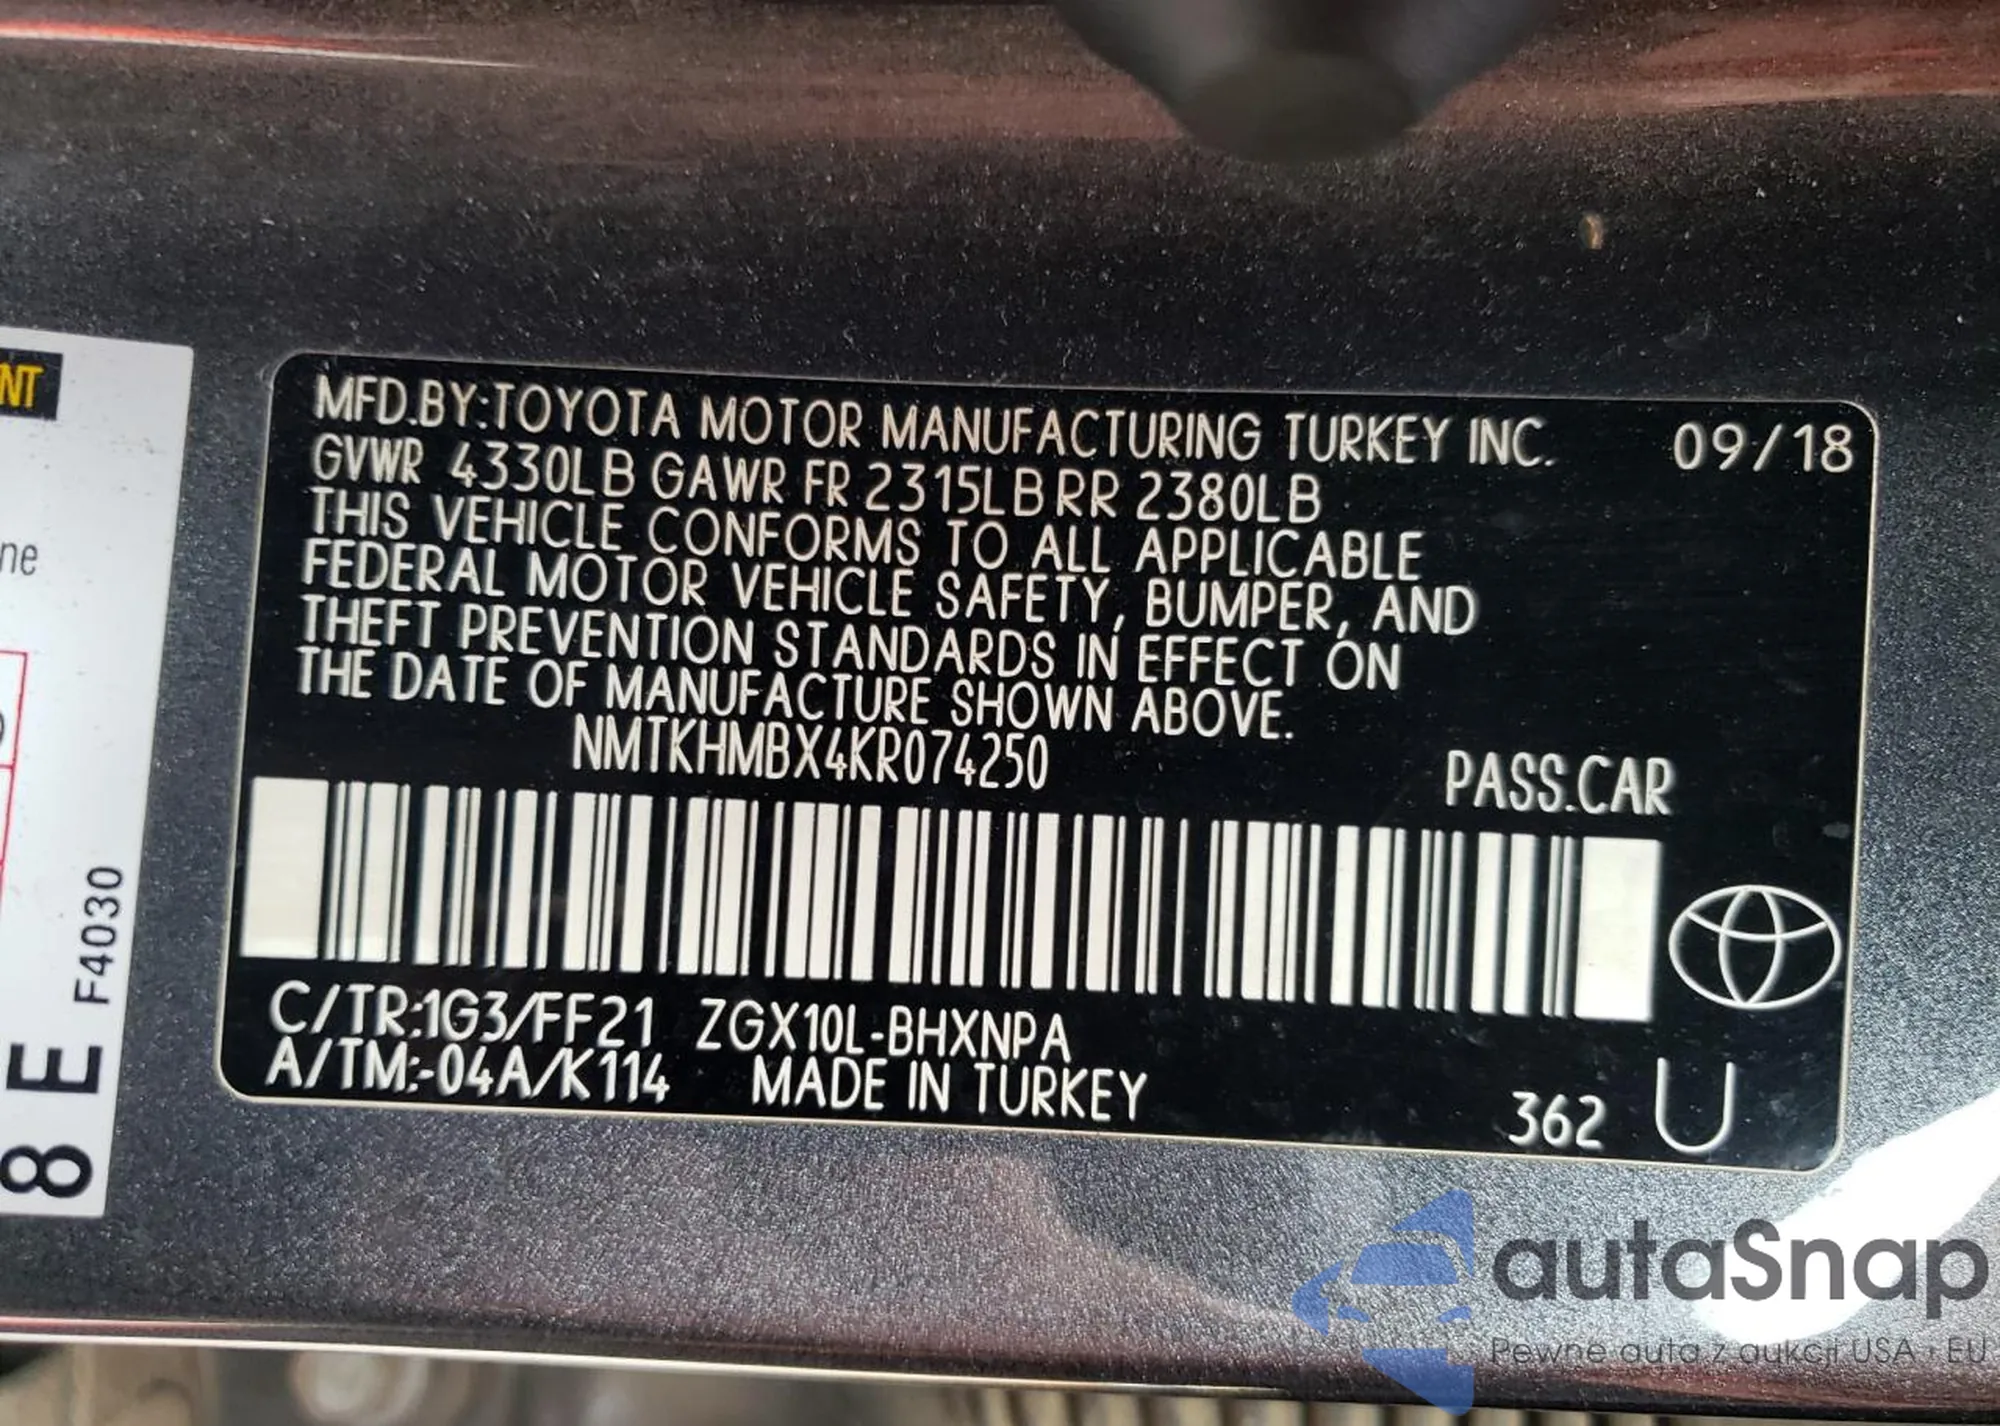 NT
ne
F4030
8 E
MFD.BY:TOYOTA MOTOR MANUFACTURING TURKEY INC. 09/18
GVWR 4330LB GAWR FR 2315LB RR 2380LB
THIS VEHICLE CONFORMS TO ALL APPLICABLE
FEDERAL MOTOR VEHICLE SAFETY, BUMPER, AND
THEFT PREVENTION STANDARDS IN EFFECT ON
THE DATE OF MANUFACTURE SHOWN ABOVE.
NMTKHMBX4KR074250
PASS.CAR
C/TR:1G3/FF21 ZGX10L-BHXNPA
A/TM:-04A/K114 MADE IN TURKEY
362 U
autaSnap
Pewne auta z aukcji USA i EU